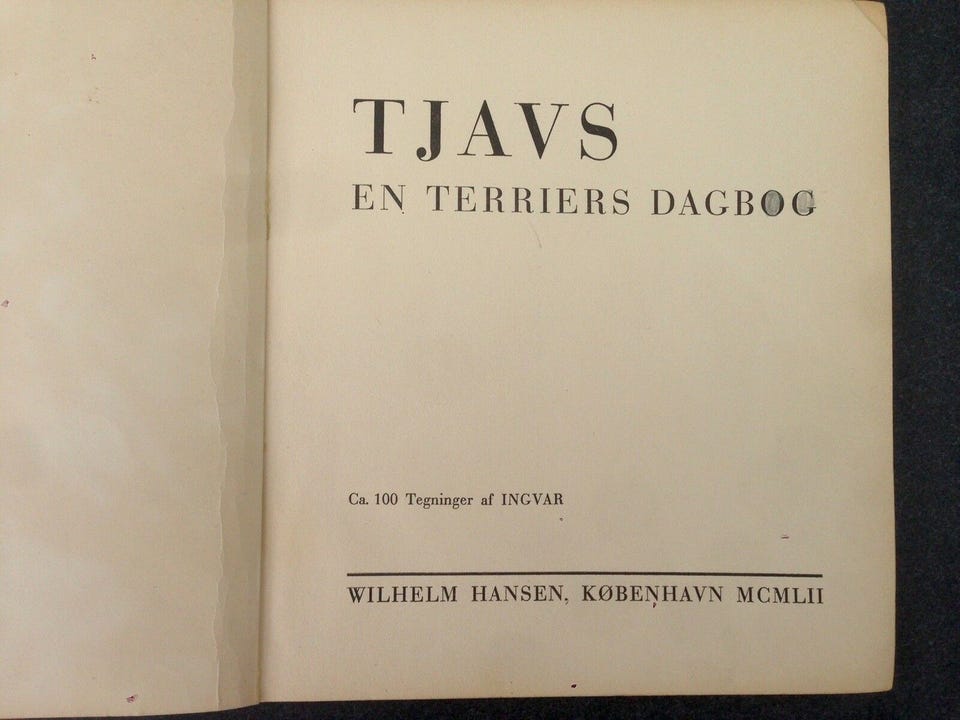 TJAVS
EN TERRIERS DAGBOG
Ca. 100 Tegninger af INGVAR
WILHELM HANSEN, KØBENHAVN MCMLII